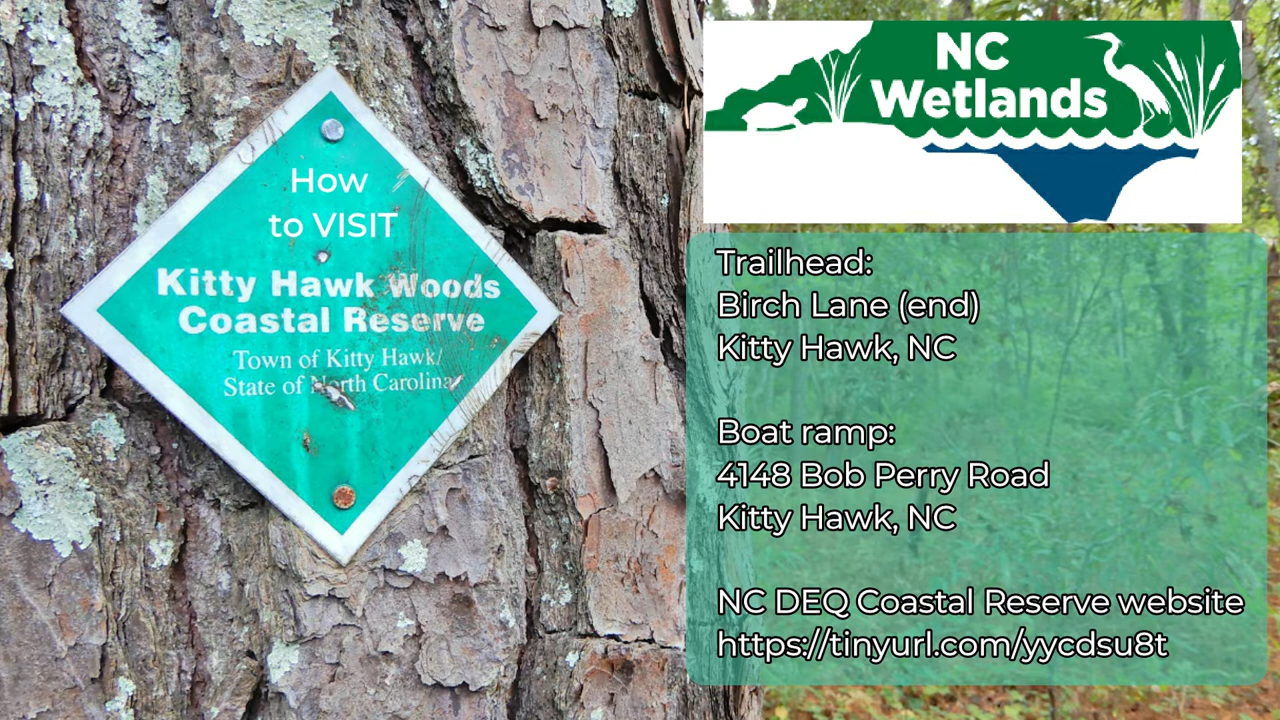 How
to VISIT
Kitty Hawk Woods
Coastal Reserve
Town of Kitty Hawk/
State of North Carolina
NC
Wetlands
Trailhead:
Birch Lane (end)
Kitty Hawk, NC
Boat ramp:
4148 Bob Perry Road
Kitty Hawk, NC
NC DEQ Coastal Reserve website
https://tinyurl.com/yycdsu8t